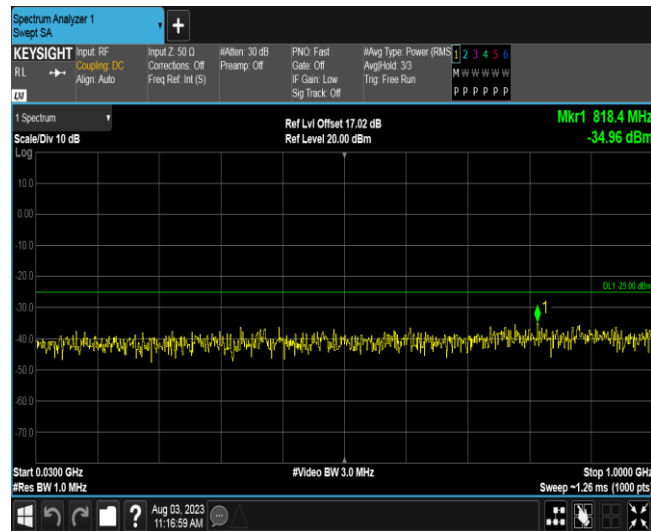 Spectrum Analyzer 1
Swept SA
+
KEYSIGHT
RL
LXI
Input: RF
Coupling: DC
Align: Auto
Input Z: 50 Ω
Corrections: Off
Freq Ref: Int (S)
#Atten: 30 dB
Preamp: Off
PNO: Fast
Gate: Off
IF Gain: Low
Sig Track: Off
#Avg Type: Power (RMS
Avg|Hold: 3/3
Trig: Free Run
1 2 3 4 5 6
M W W W W W
P P P P P P
1 Spectrum
Scale/Div 10 dB
Log
Ref Lvl Offset 17.02 dB
Ref Level 20.00 dBm
Mkr1 818.4 MHz
-34.96 dBm
10.0
0.00
-10.0
-20.0
DL1 -25.00 dBm
1
-30.0
-40.0
-50.0
-60.0
-70.0
Start 0.0300 GHz
#Res BW 1.0 MHz
#Video BW 3.0 MHz
Stop 1.0000 GHz
Sweep ~1.26 ms (1000 pts)
?
Aug 03, 2023
11:16:59 AM